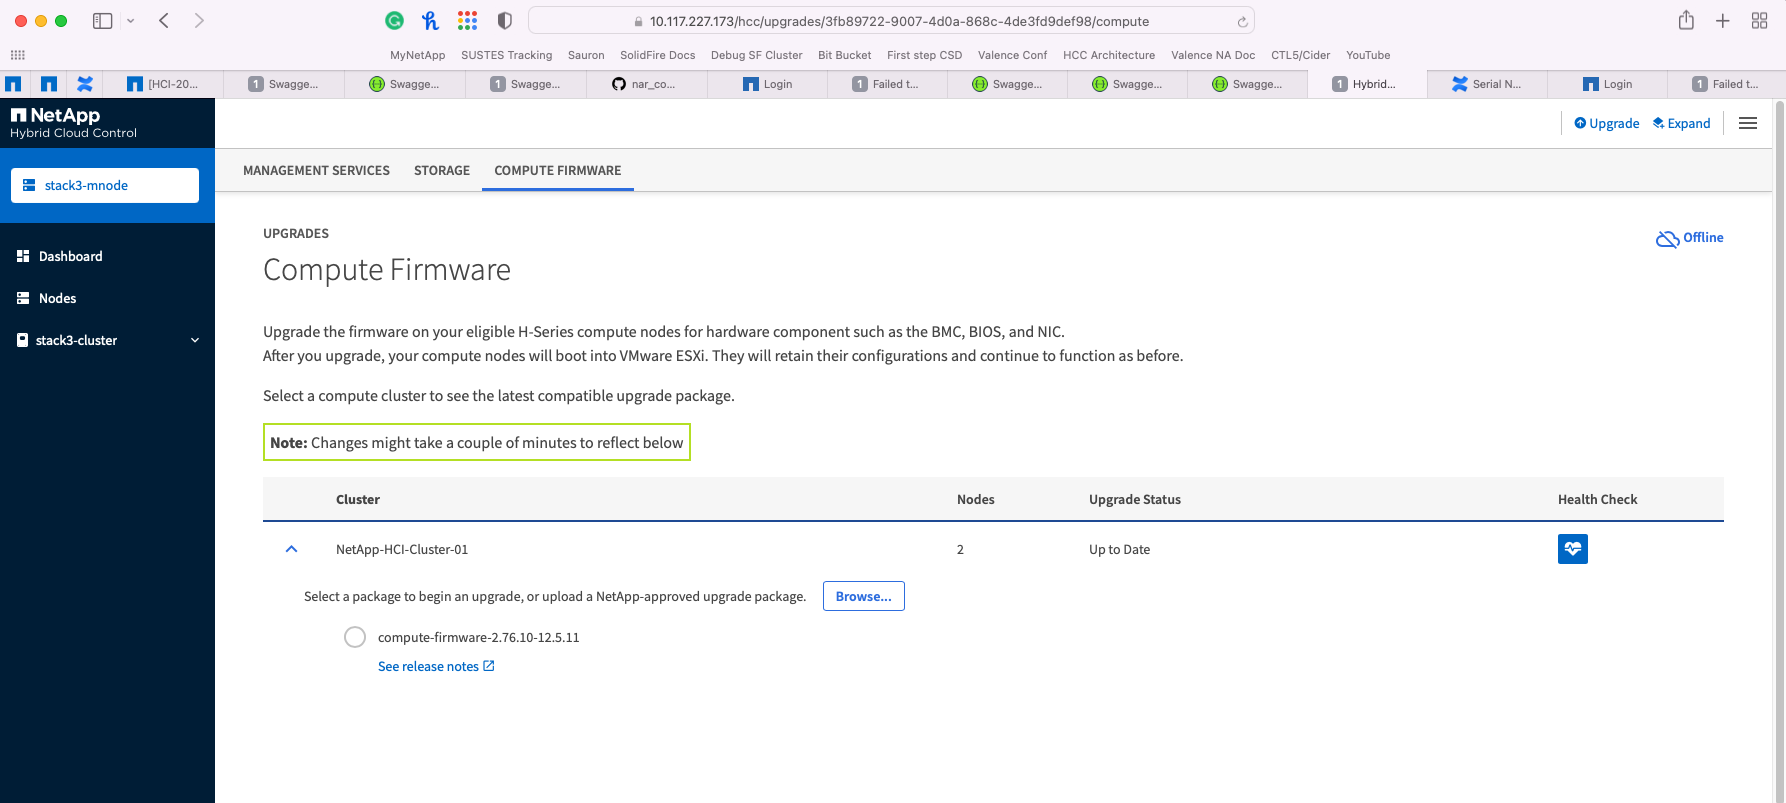 10.117.227.173/hcc/upgrades/3fb89722-9007-4d0a-868c-4de3fd9def98/compute
MyNetApp SUSTES Tracking Sauron SolidFire Docs Debug SF Cluster Bit Bucket First step CSD Valence Conf HCC Architecture Valence NA Doc CTL5/Cider YouTube
[HCI-20... 1 Swagge... Swagge... 1 Swagge... nar_co... Login 1 Failed t... Swagge... Swagge... Swagge... 1 Hybrid... Serial N... Login 1 Failed t...
NetApp
Hybrid Cloud Control
Upgrade Expand
stack3-mnode
Dashboard
Nodes
stack3-cluster
MANAGEMENT SERVICES STORAGE COMPUTE FIRMWARE
UPGRADES
Offline
Compute Firmware
Upgrade the firmware on your eligible H-Series compute nodes for hardware component such as the BMC, BIOS, and NIC.
After you upgrade, your compute nodes will boot into VMware ESXi. They will retain their configurations and continue to function as before.
Select a compute cluster to see the latest compatible upgrade package.
Note: Changes might take a couple of minutes to reflect below
Cluster Nodes Upgrade Status Health Check
NetApp-HCI-Cluster-01 2 Up to Date
Select a package to begin an upgrade, or upload a NetApp-approved upgrade package. Browse...
compute-firmware-2.76.10-12.5.11
See release notes